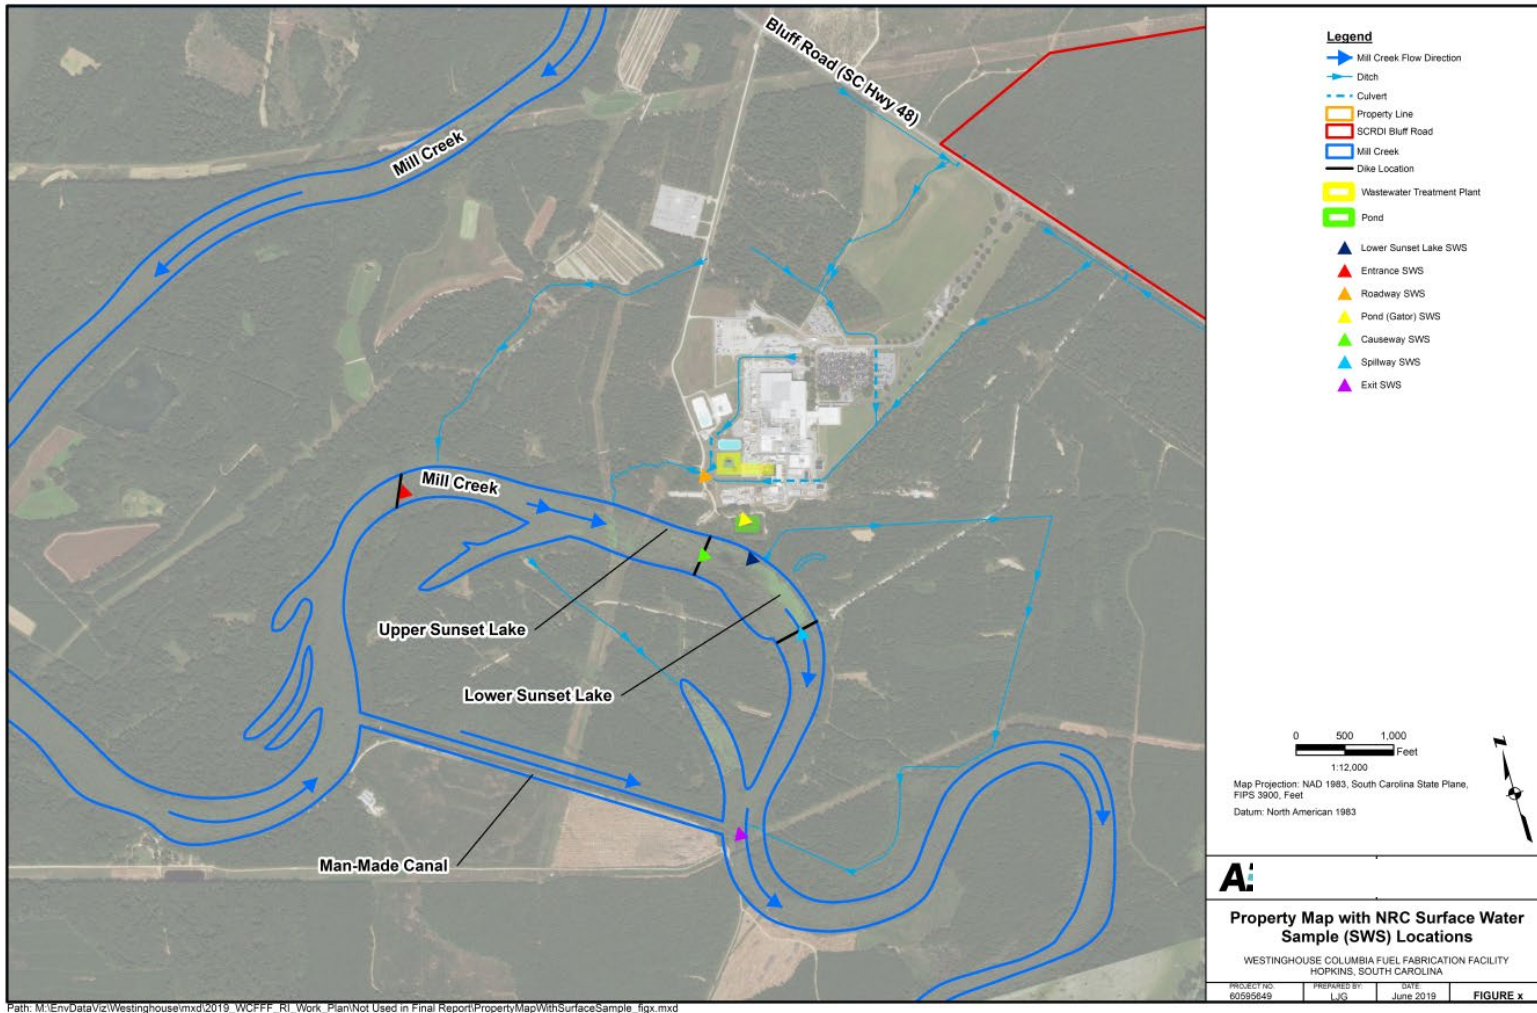 Bluff Road (SC Hwy 48)
Mill Creek
Mill Creek
Upper Sunset Lake
Lower Sunset Lake
Man-Made Canal
Legend
Mill Creek Flow Direction
Ditch
Culvert
Property Line
SCRDI Bluff Road
Mill Creek
Dike Location
Wastewater Treatment Plant
Pond
Lower Sunset Lake SWS
Entrance SWS
Roadway SWS
Pond (Gator) SWS
Causeway SWS
Spillway SWS
Exit SWS
0 500 1,000
Feet
1:12,000
Map Projection: NAD 1983, South Carolina State Plane,
FIPS 3900, Feet
Datum: North American 1983
Z
Property Map with NRC Surface Water
Sample (SWS) Locations
WESTINGHOUSE COLUMBIA FUEL FABRICATION FACILITY
HOPKINS, SOUTH CAROLINA
PROJECT NO. PREPARED BY: DATE:
60595649 LJG June 2019 FIGURE x
Path: M:\EnvDataViz\Westinghouse\mxd\2019_WCFFF_RI_Work_Plan\Not Used in Final Report\PropertyMapWithSurfaceSample_figx.mxd